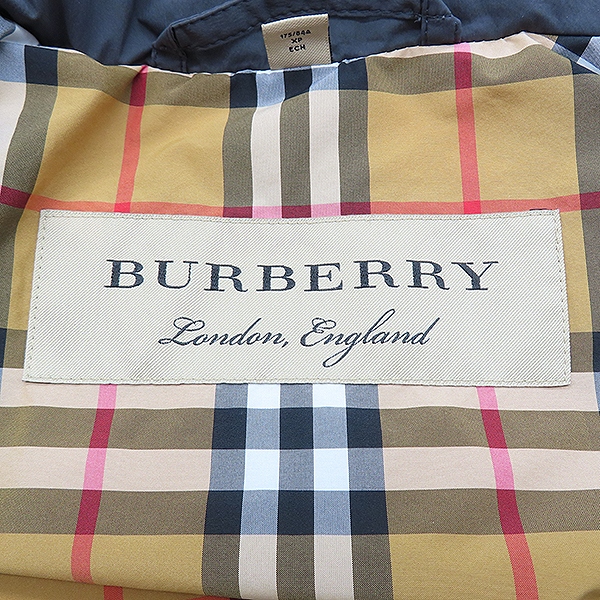 175/84A
XP
ECH
BURBERRY
London, England